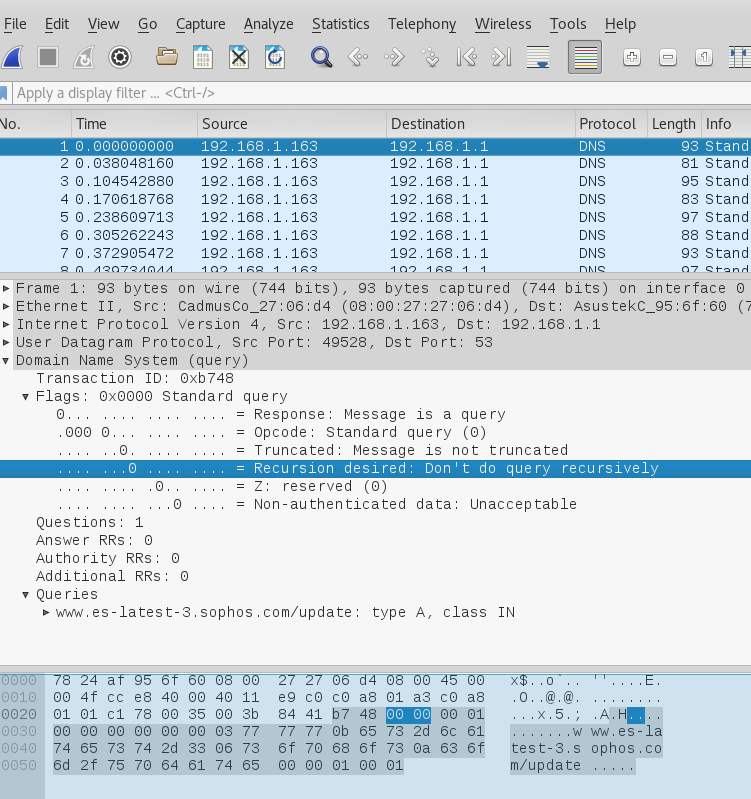 File Edit View Go Capture Analyze Statistics Telephony Wireless Tools Help
Apply a display filter ... <Ctrl-/>
No. Time Source Destination Protocol Length Info
1 0.000000000 192.168.1.163 192.168.1.1 DNS 93 Stand
2 0.038048160 192.168.1.163 192.168.1.1 DNS 81 Stand
3 0.104542880 192.168.1.163 192.168.1.1 DNS 95 Stand
4 0.170618768 192.168.1.163 192.168.1.1 DNS 83 Stand
5 0.238609713 192.168.1.163 192.168.1.1 DNS 97 Stand
6 0.305262243 192.168.1.163 192.168.1.1 DNS 88 Stand
7 0.372905472 192.168.1.163 192.168.1.1 DNS 93 Stand
8 0.439734044 192.168.1.163 192.168.1.1 DNS 97 Stand
Frame 1: 93 bytes on wire (744 bits), 93 bytes captured (744 bits) on interface 0
Ethernet II, Src: CadmusCo_27:06:d4 (08:00:27:27:06:d4), Dst: AsustekC_95:6f:60 (7
Internet Protocol Version 4, Src: 192.168.1.163, Dst: 192.168.1.1
User Datagram Protocol, Src Port: 49528, Dst Port: 53
Domain Name System (query)
Transaction ID: 0xb748
Flags: 0x0000 Standard query
0... .... .... .... = Response: Message is a query
.000 0... .... .... = Opcode: Standard query (0)
.... ..0. .... .... = Truncated: Message is not truncated
.... ...0 .... .... = Recursion desired: Don't do query recursively
.... .... .0.. .... = Z: reserved (0)
.... .... ...0 .... = Non-authenticated data: Unacceptable
Questions: 1
Answer RRs: 0
Authority RRs: 0
Additional RRs: 0
Queries
www.es-latest-3.sophos.com/update: type A, class IN
0000 78 24 af 95 6f 60 08 00 27 27 06 d4 08 00 45 00 x$..o`.. ''....E.
0010 00 4f cc e8 40 00 40 11 e9 c0 c0 a8 01 a3 c0 a8 .O..@.@. ........
0020 01 01 c1 78 00 35 00 3b 84 41 b7 48 00 00 00 01 ...x.5.; .A.H....
0030 00 00 00 00 00 00 03 77 77 77 0b 65 73 2d 6c 61 .......w ww.es-la
0040 74 65 73 74 2d 33 06 73 6f 70 68 6f 73 0a 63 6f test-3.s ophos.co
0050 6d 2f 75 70 64 61 74 65 00 00 01 00 01 m/update .....